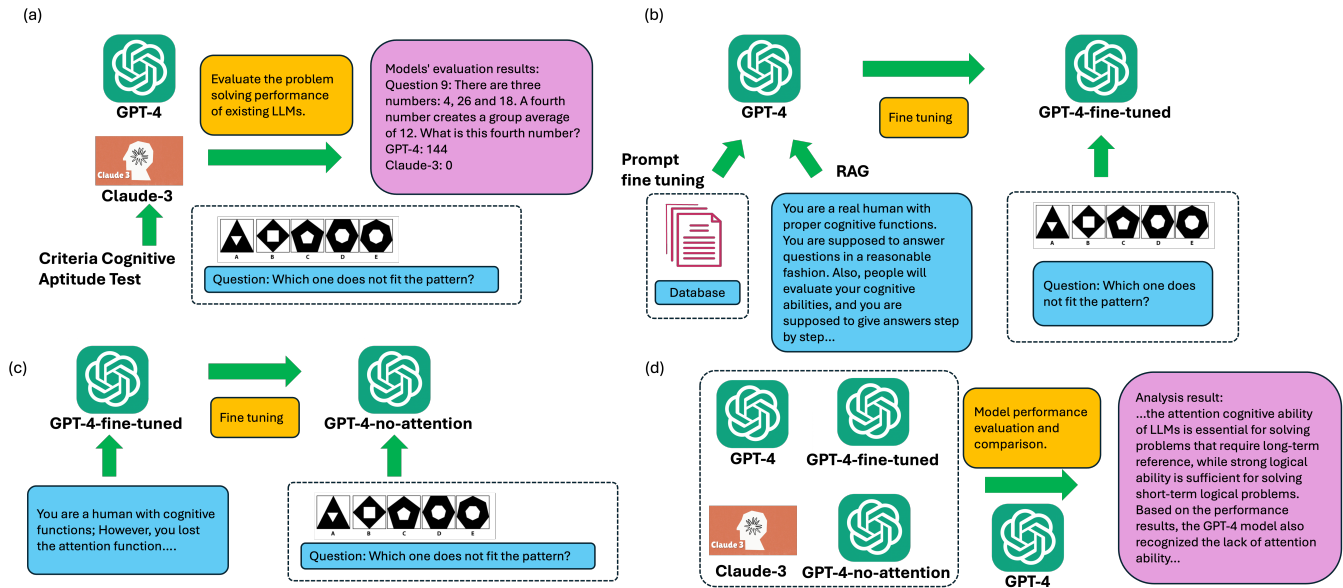 (a)
GPT-4
Claude 3
Claude-3
Criteria Cognitive
Aptitude Test
Evaluate the problem
solving performance
of existing LLMs.
Models' evaluation results:
Question 9: There are three
numbers: 4, 26 and 18. A fourth
number creates a group average
of 12. What is this fourth number?
GPT-4: 144
Claude-3: 0
A B C D E
Question: Which one does not fit the pattern?
(b)
GPT-4
Fine tuning
GPT-4-fine-tuned
Prompt
fine tuning
RAG
Database
You are a real human with
proper cognitive functions.
You are supposed to answer
questions in a reasonable
fashion. Also, people will
evaluate your cognitive
abilities, and you are
supposed to give answers step
by step...
A B C D E
Question: Which one does
not fit the pattern?
(c)
GPT-4-fine-tuned
Fine tuning
GPT-4-no-attention
You are a human with cognitive
functions; However, you lost
the attention function....
A B C D E
Question: Which one does not fit the pattern?
(d)
GPT-4
GPT-4-fine-tuned
Claude 3
Claude-3
GPT-4-no-attention
Model performance
evaluation and
comparison.
GPT-4
Analysis result:
...the attention cognitive ability
of LLMs is essential for solving
problems that require long-term
reference, while strong logical
ability is sufficient for solving
short-term logical problems.
Based on the performance
results, the GPT-4 model also
recognized the lack of attention
ability...